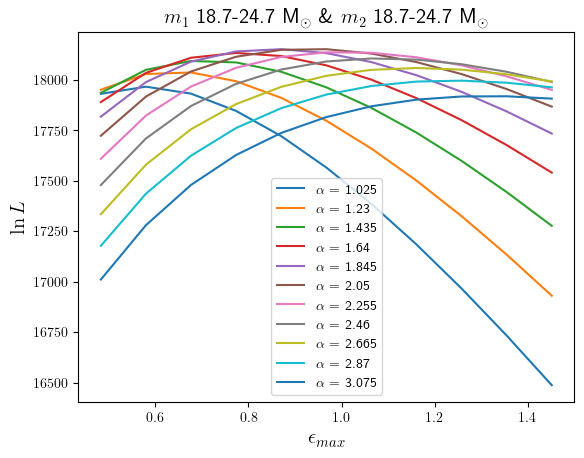 m₁ 18.7-24.7 M⊙ & m₂ 18.7-24.7 M⊙
ln L
18000
17750
17500
17250
17000
16750
16500
α = 1.025
α = 1.23
α = 1.435
α = 1.64
α = 1.845
α = 2.05
α = 2.255
α = 2.46
α = 2.665
α = 2.87
α = 3.075
0.6 0.8 1.0 1.2 1.4
ϵmax